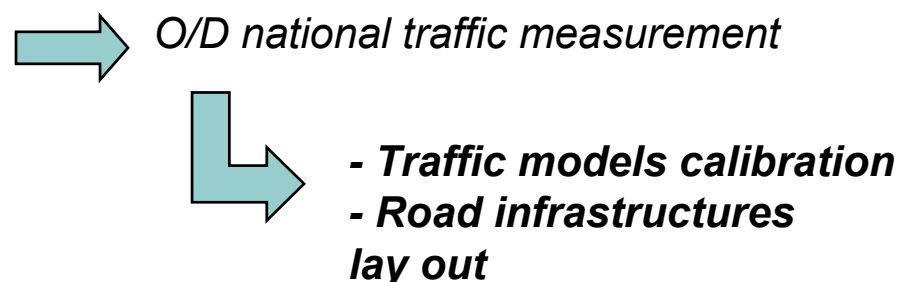 O/D national traffic measurement
- Traffic models calibration
- Road infrastructures
lay out